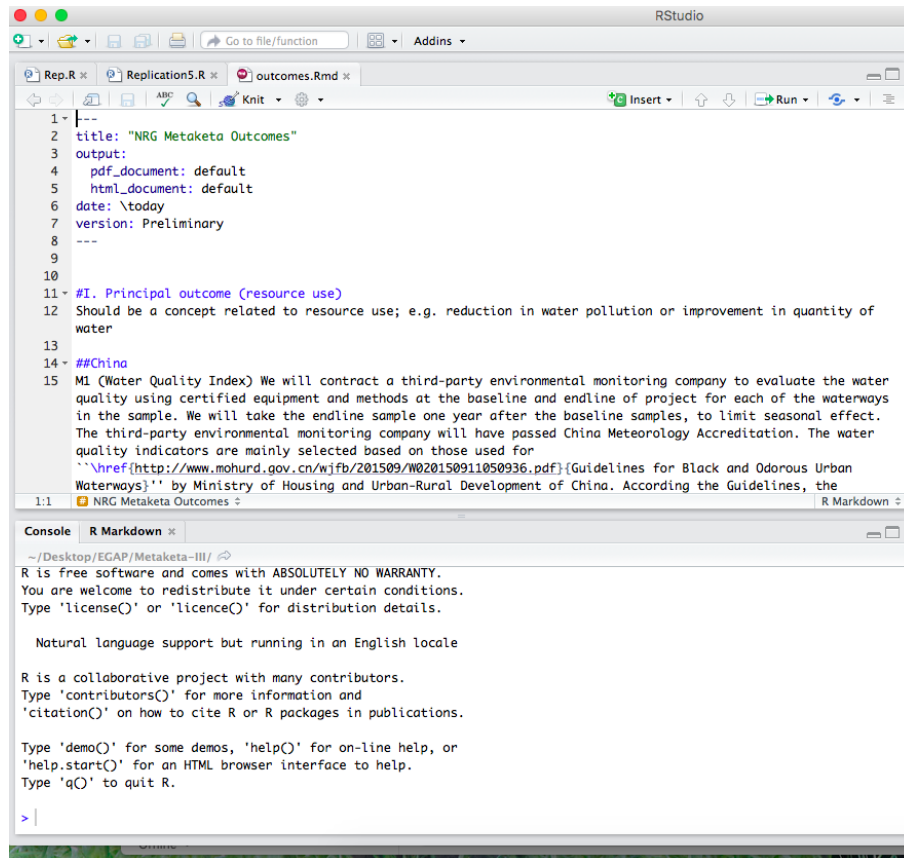 RStudio
Go to file/function
Addins
Rep.R
Replication5.R
outcomes.Rmd
ABC
Knit
Insert
Run
1 ---
2 title: "NRG Metaketa Outcomes"
3 output:
4 pdf_document: default
5 html_document: default
6 date: \today
7 version: Preliminary
8 ---
9
10
11 #I. Principal outcome (resource use)
12 Should be a concept related to resource use; e.g. reduction in water pollution or improvement in quantity of
water
13
14 ##China
15 M1 (Water Quality Index) We will contract a third-party environmental monitoring company to evaluate the water
quality using certified equipment and methods at the baseline and endline of project for each of the waterways
in the sample. We will take the endline sample one year after the baseline samples, to limit seasonal effect.
The third-party environmental monitoring company will have passed China Meteorology Accreditation. The water
quality indicators are mainly selected based on those used for
``\href{http://www.mohurd.gov.cn/wjfb/201509/W020150911050936.pdf}{Guidelines for Black and Odorous Urban
Waterways}'' by Ministry of Housing and Urban-Rural Development of China. According the Guidelines, the
1:1 # NRG Metaketa Outcomes R Markdown
Console R Markdown
~/Desktop/EGAP/Metaketa-III/
R is free software and comes with ABSOLUTELY NO WARRANTY.
You are welcome to redistribute it under certain conditions.
Type 'license()' or 'licence()' for distribution details.
Natural language support but running in an English locale
R is a collaborative project with many contributors.
Type 'contributors()' for more information and
'citation()' on how to cite R or R packages in publications.
Type 'demo()' for some demos, 'help()' for on-line help, or
'help.start()' for an HTML browser interface to help.
Type 'q()' to quit R.
>